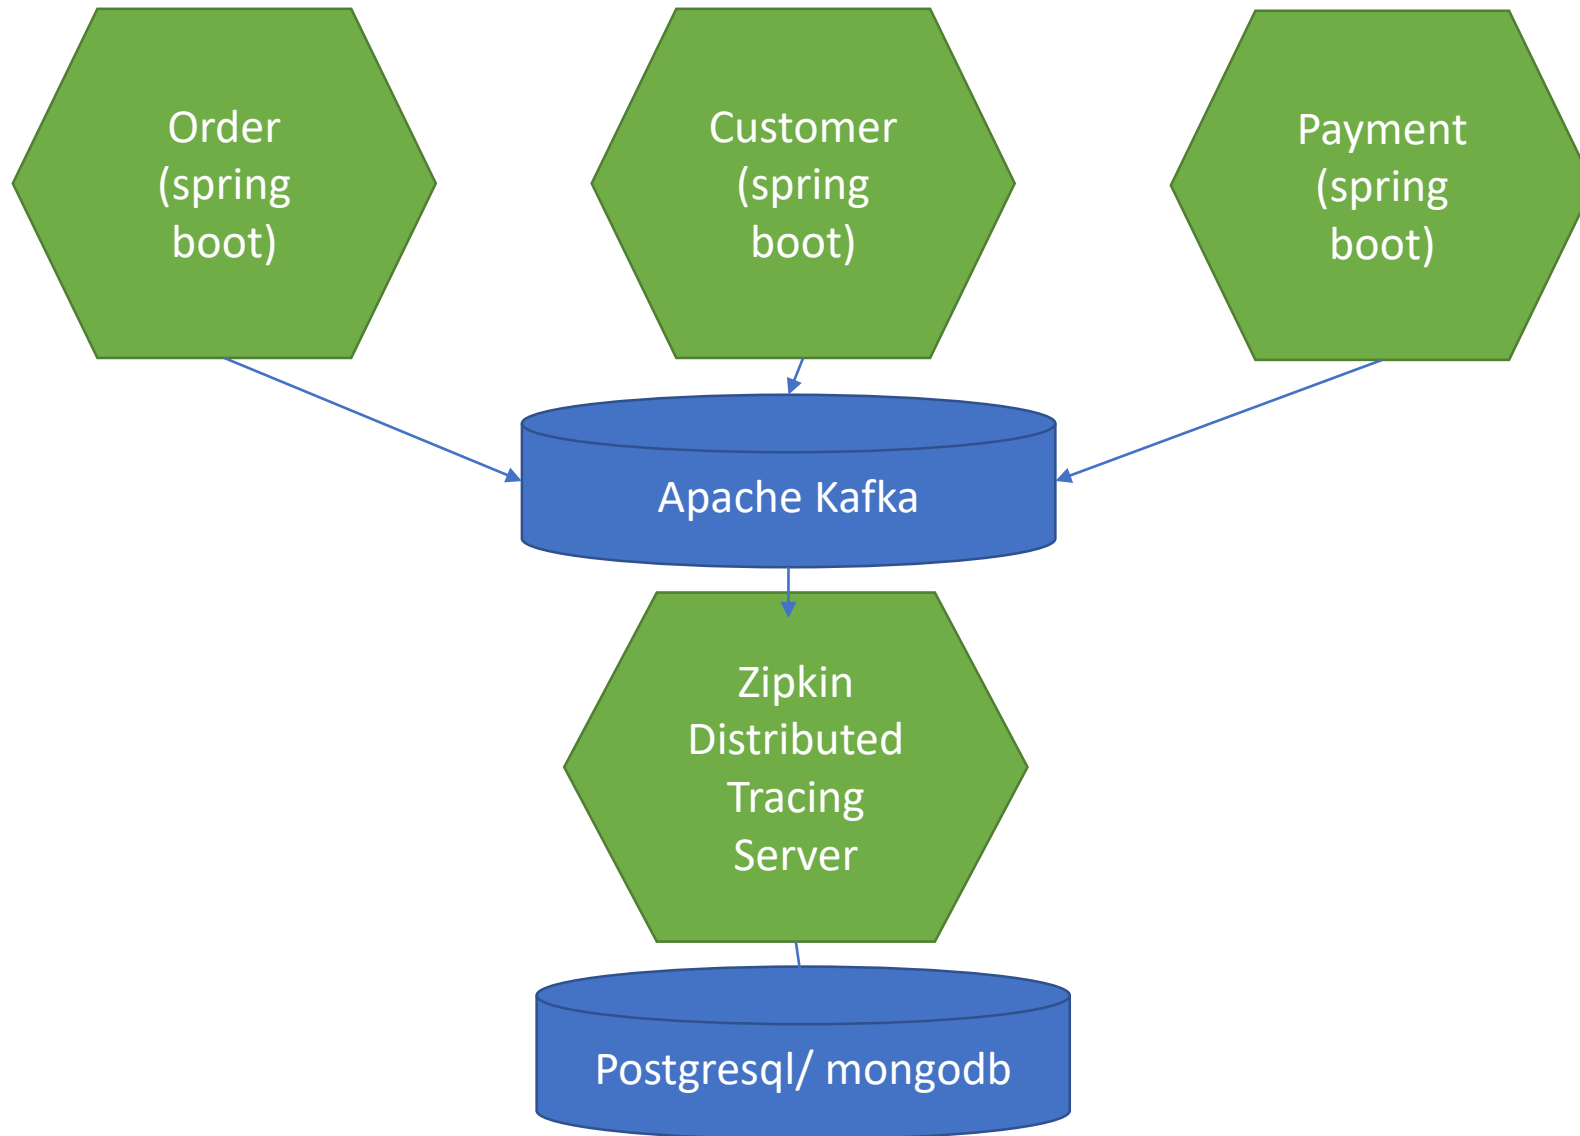 Order
(spring
boot)
Customer
(spring
boot)
Payment
(spring
boot)
Apache Kafka
Zipkin
Distributed
Tracing
Server
Postgresql/ mongodb